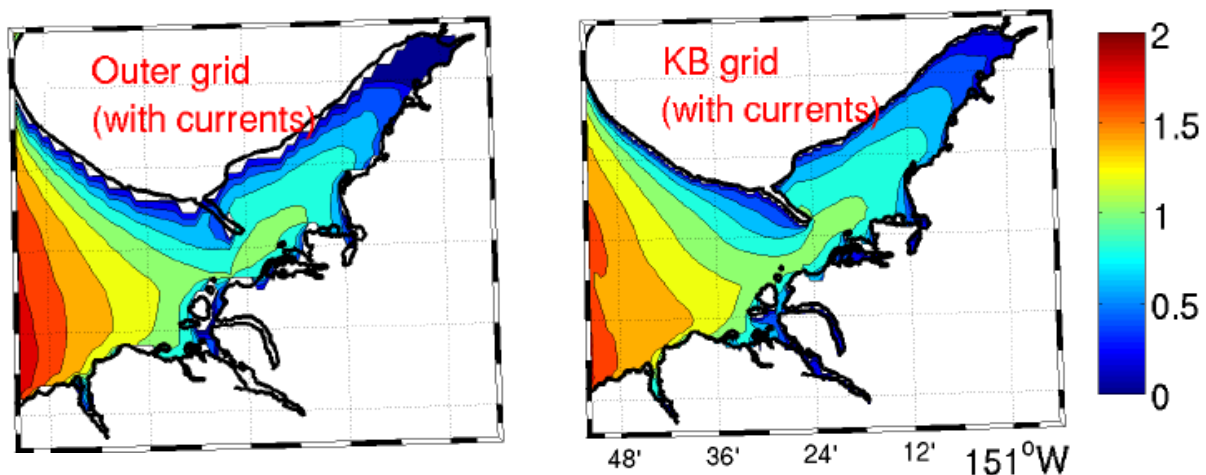 Outer grid
(with currents)
KB grid
(with currents)
2
1.5
1
0.5
0
48' 36' 24' 12' 151°W